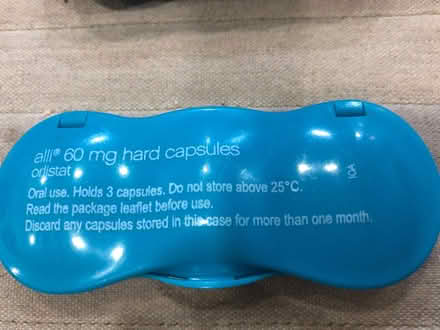 alli® 60 mg hard capsules
orlistat
Oral use. Holds 3 capsules. Do not store above 25°C.
Read the package leaflet before use.
Discard any capsules stored in this case for more than one month.